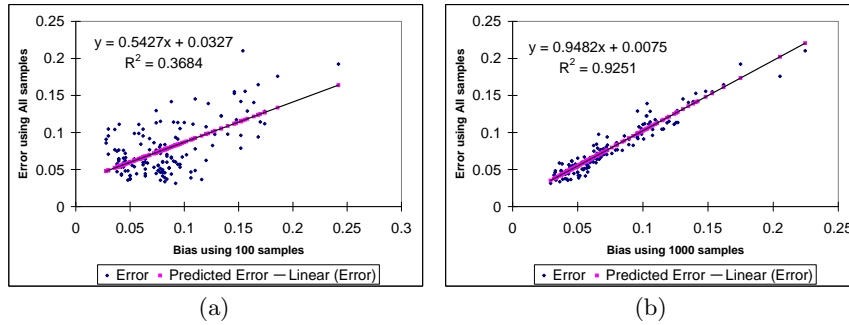 0.25
y = 0.5427x + 0.0327
R² = 0.3684
0.2
0.15
0.1
0.05
0
0 0.05 0.1 0.15 0.2 0.25 0.3
Error using All samples
Bias using 100 samples
Error Predicted Error Linear (Error)
(a)
0.25
y = 0.9482x + 0.0075
R² = 0.9251
0.2
0.15
0.1
0.05
0
0 0.05 0.1 0.15 0.2 0.25
Error using All samples
Bias using 1000 samples
Error Predicted Error Linear (Error)
(b)